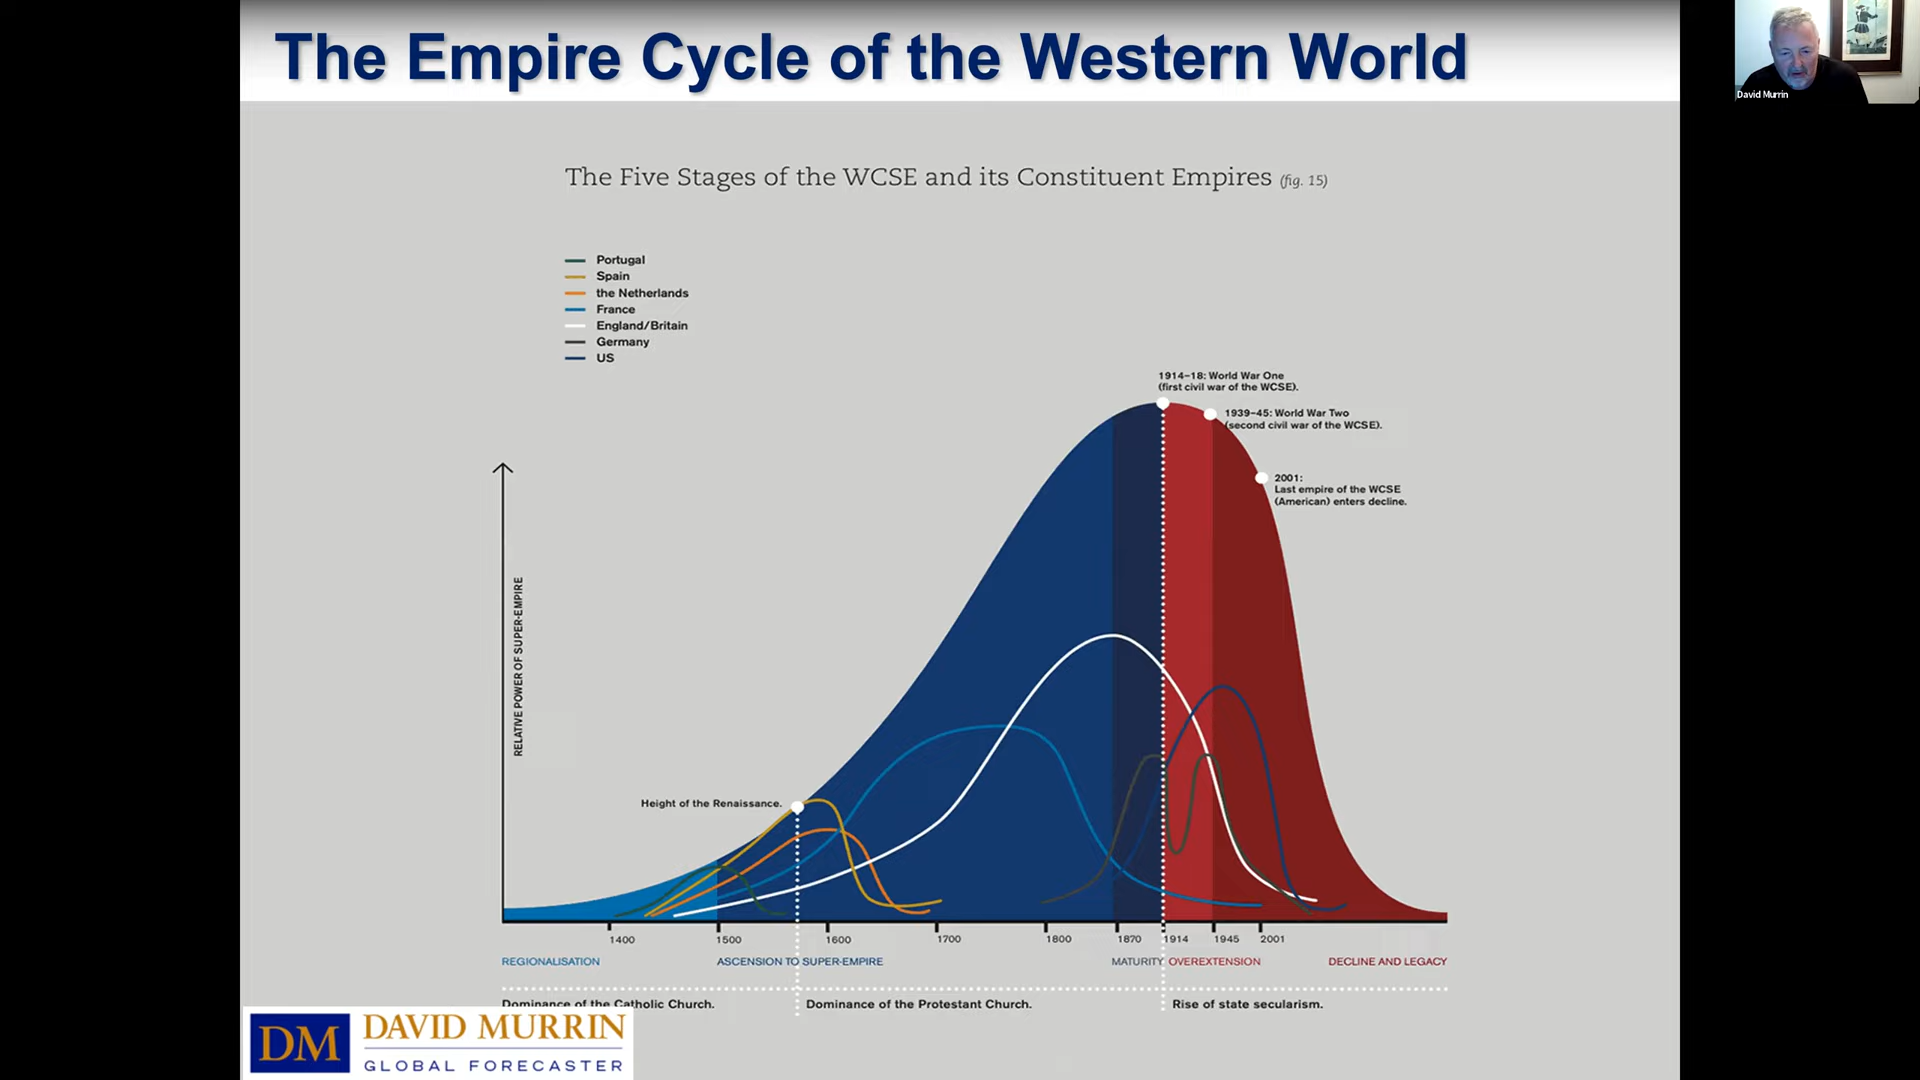 The Empire Cycle of the Western World
David Murrin
The Five Stages of the WCSE and its Constituent Empires (fig. 15)
Portugal
Spain
the Netherlands
France
England/Britain
Germany
US
1914–18: World War One
(first civil war of the WCSE).
1939–45: World War Two
(second civil war of the WCSE).
2001:
Last empire of the WCSE
(American) enters decline.
RELATIVE POWER OF SUPER-EMPIRE
Height of the Renaissance.
1400 1500 1600 1700 1800 1870 1914 1945 2001
REGIONALISATION ASCENSION TO SUPER-EMPIRE MATURITY OVEREXTENSION DECLINE AND LEGACY
Dominance of the Catholic Church. Dominance of the Protestant Church. Rise of state secularism.
DM DAVID MURRIN
GLOBAL FORECASTER